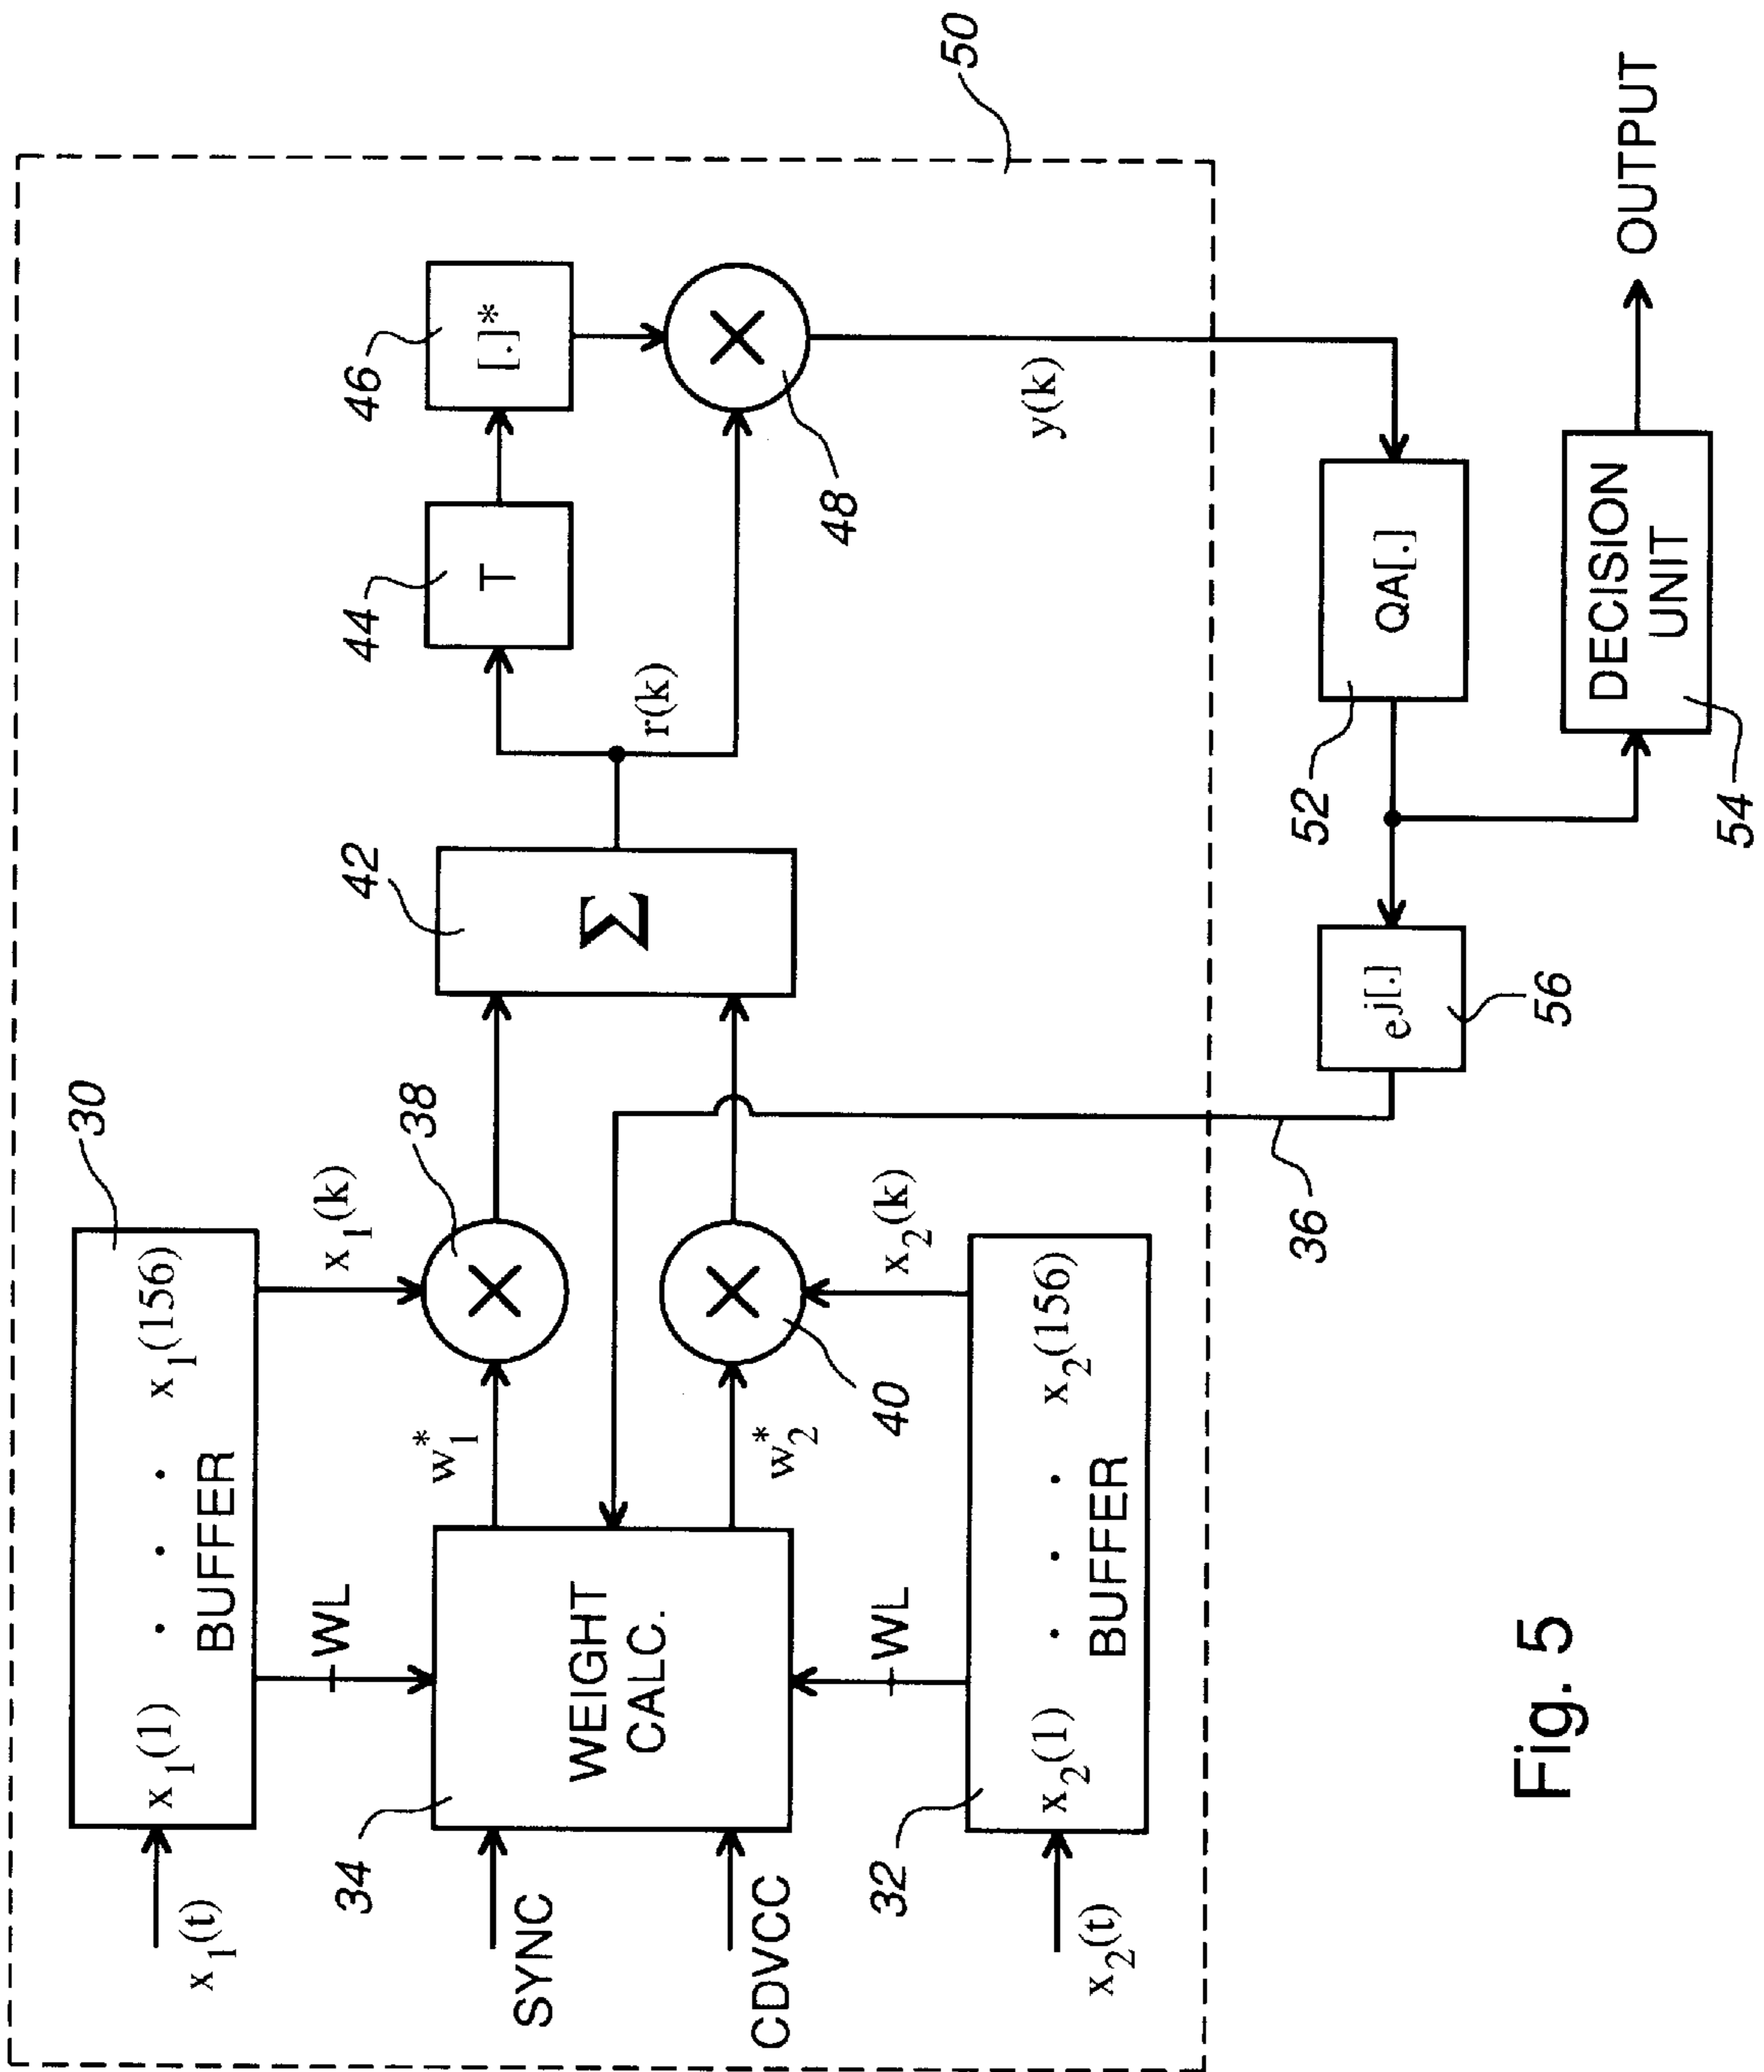 50
30
x1(1) . . . x1(156)
BUFFER
x1(t)
x1(k)
WL
34
WEIGHT
CALC.
SYNC
CDVCC
w*1
38
w*2
40
42
Σ
r(k)
44
T
46
[.]*
48
y(k)
WL
x2(k)
32
x2(1) . . . x2(156)
BUFFER
x2(t)
36
56
ej[.]
52
QA[.]
54
DECISION
UNIT
OUTPUT
Fig. 5